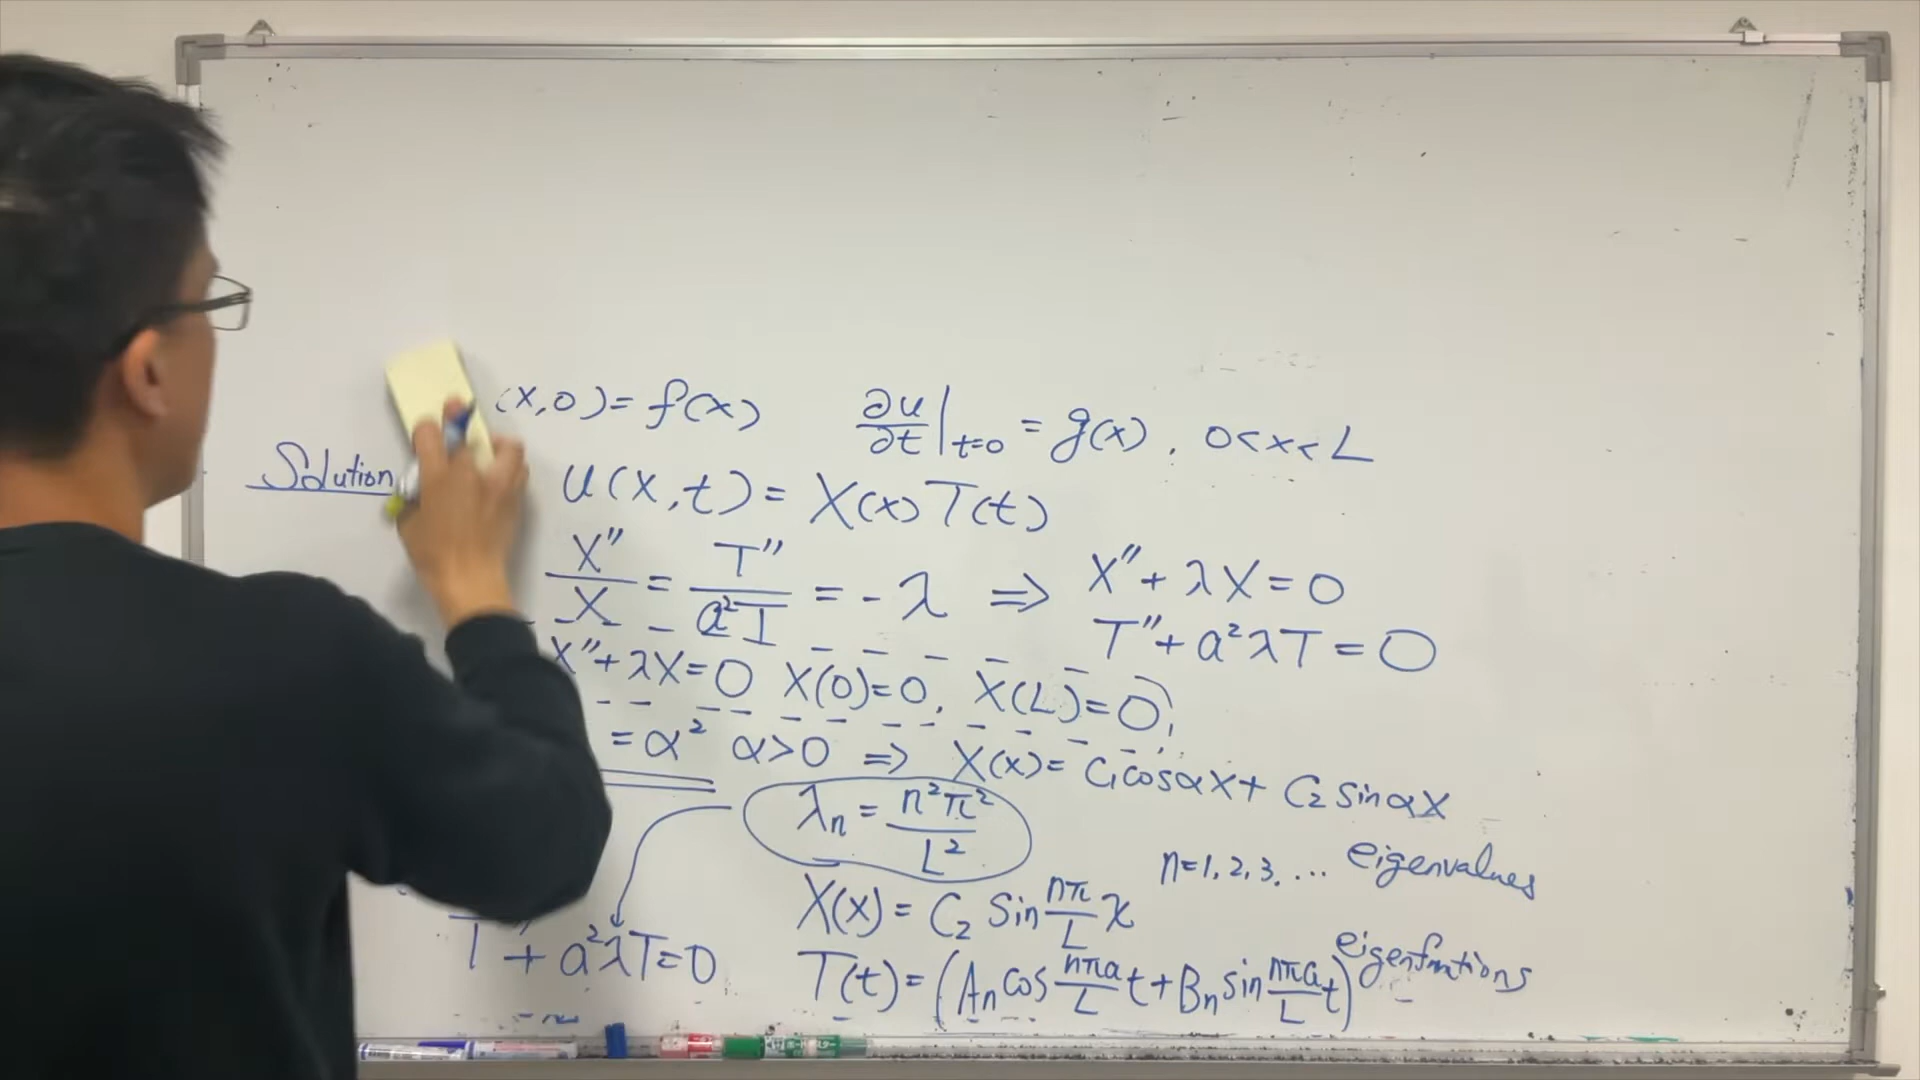 (x,0) = f(x) ∂u/∂t|t=0 = g(x), 0<x<L
Solution u(x,t) = X(x)T(t)
X''/X = T''/a²T = -λ ⇒ X''+λX=0
T''+a²λT=0
X''+λX=0 X(0)=0, X(L)=0,
=α² α>0 ⇒ X(x)= C₁cosαx+ C₂ sinαx
λn = n²π²/L² n=1,2,3,... eigenvalues
X(x) = C₂ sin nπ/L x eigenfunctions
T''+a²λT=0 T(t) = (An cos nπa/L t + Bn sin nπa/L t)